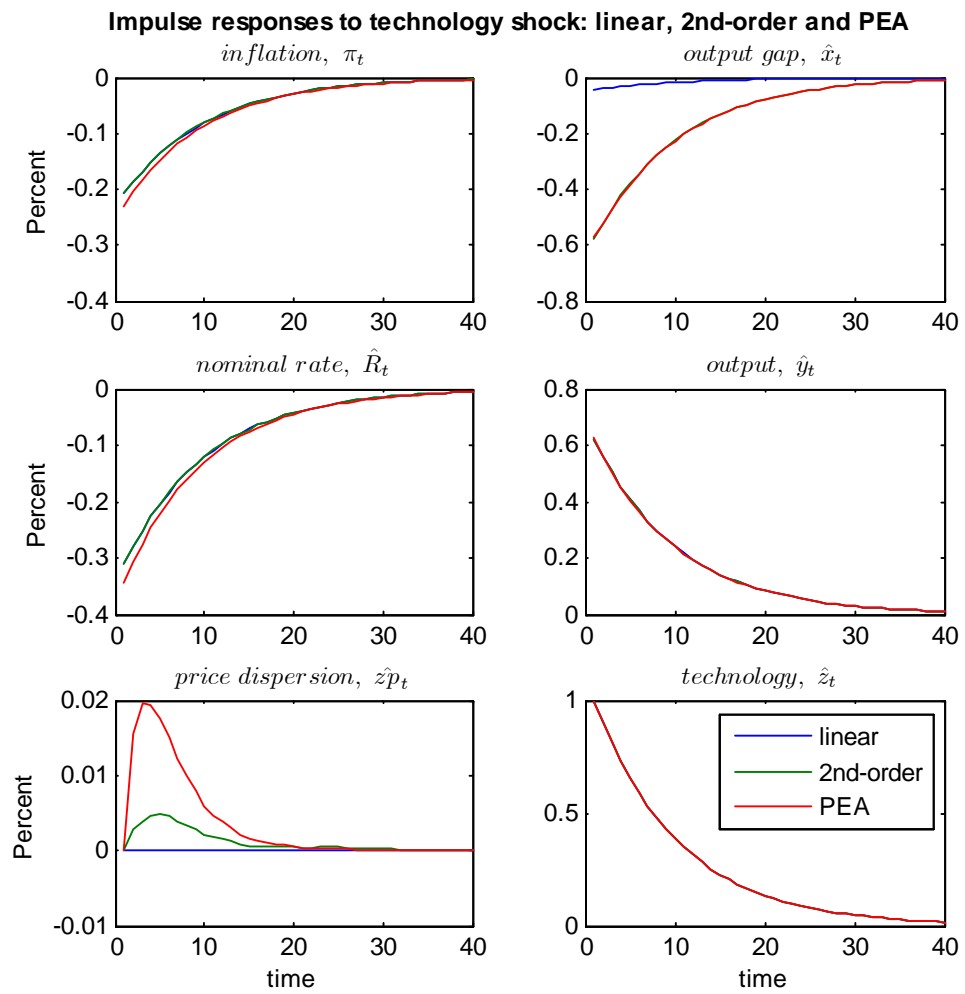 Impulse responses to technology shock: linear, 2nd-order and PEA
inflation, π_t
output gap, x̂_t
0
-0.1
-0.2
-0.3
-0.4
Percent
0 10 20 30 40
0
-0.2
-0.4
-0.6
-0.8
0 10 20 30 40
nominal rate, R̂_t
output, ŷ_t
0
-0.1
-0.2
-0.3
-0.4
Percent
0 10 20 30 40
0.8
0.6
0.4
0.2
0
0 10 20 30 40
price dispersion, zp̂_t
technology, ẑ_t
0.02
0.01
0
-0.01
Percent
0 10 20 30 40
time
1
0.5
0
linear
2nd-order
PEA
0 10 20 30 40
time